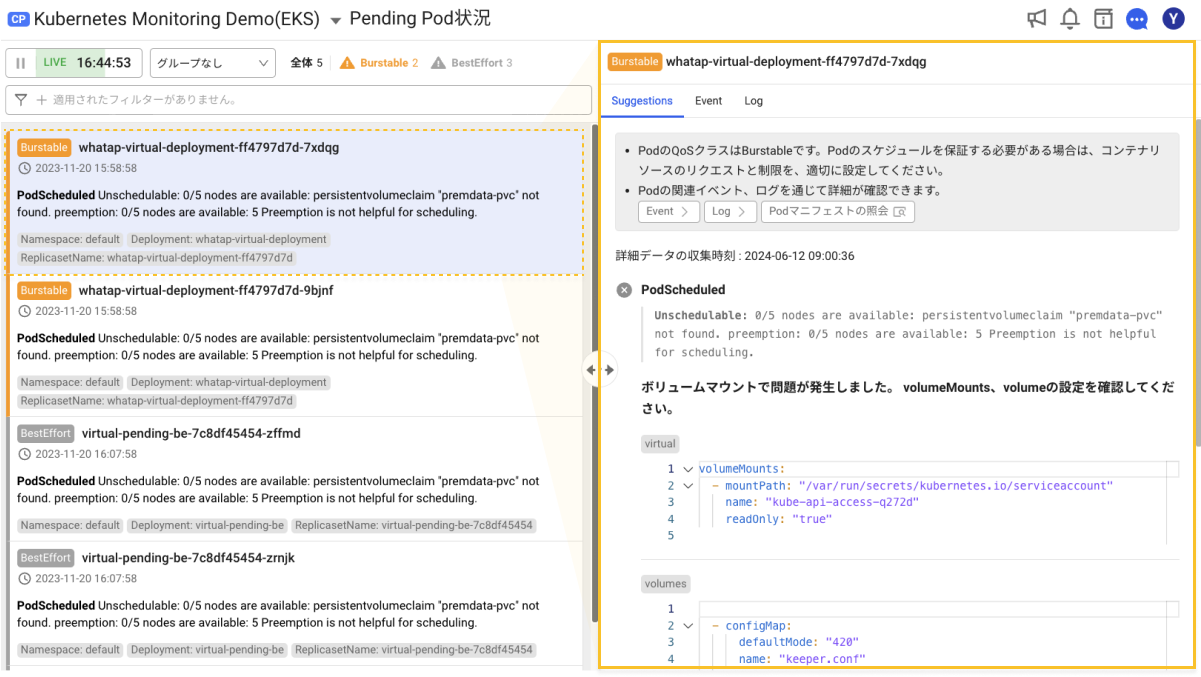 CP Kubernetes Monitoring Demo(EKS) Pending Pod状況
Y
LIVE 16:44:53 グループなし 全体 5 Burstable 2 BestEffort 3
適用されたフィルターがありません。
Burstable whatap-virtual-deployment-ff4797d7d-7xdqg
2023-11-20 15:58:58
PodScheduled Unschedulable: 0/5 nodes are available: persistentvolumeclaim "premdata-pvc" not
found. preemption: 0/5 nodes are available: 5 Preemption is not helpful for scheduling.
Namespace: default Deployment: whatap-virtual-deployment
ReplicasetName: whatap-virtual-deployment-ff4797d7d
Burstable whatap-virtual-deployment-ff4797d7d-9bjnf
2023-11-20 15:58:58
PodScheduled Unschedulable: 0/5 nodes are available: persistentvolumeclaim "premdata-pvc" not
found. preemption: 0/5 nodes are available: 5 Preemption is not helpful for scheduling.
Namespace: default Deployment: whatap-virtual-deployment
ReplicasetName: whatap-virtual-deployment-ff4797d7d
BestEffort virtual-pending-be-7c8df45454-zffmd
2023-11-20 16:07:58
PodScheduled Unschedulable: 0/5 nodes are available: persistentvolumeclaim "premdata-pvc" not
found. preemption: 0/5 nodes are available: 5 Preemption is not helpful for scheduling.
Namespace: default Deployment: virtual-pending-be ReplicasetName: virtual-pending-be-7c8df45454
BestEffort virtual-pending-be-7c8df45454-zrnjk
2023-11-20 16:07:58
PodScheduled Unschedulable: 0/5 nodes are available: persistentvolumeclaim "premdata-pvc" not
found. preemption: 0/5 nodes are available: 5 Preemption is not helpful for scheduling.
Namespace: default Deployment: virtual-pending-be ReplicasetName: virtual-pending-be-7c8df45454
Burstable whatap-virtual-deployment-ff4797d7d-7xdqg
Suggestions Event Log
• PodのQoSクラスはBurstableです。Podのスケジュールを保証する必要がある場合は、コンテナリ
ソースのリクエストと制限を、適切に設定してください。
• Podの関連イベント、ログを通じて詳細が確認できます。
Event Log Podマニフェストの照会
詳細データの収集時刻 : 2024-06-12 09:00:36
PodScheduled
Unschedulable: 0/5 nodes are available: persistentvolumeclaim "premdata-pvc"
not found. preemption: 0/5 nodes are available: 5 Preemption is not helpful
for scheduling.
ボリュームマウントで問題が発生しました。 volumeMounts、volumeの設定を確認してくだ
さい。
virtual
1 volumeMounts:
2 - mountPath: "/var/run/secrets/kubernetes.io/serviceaccount"
3 name: "kube-api-access-q272d"
4 readOnly: "true"
5
volumes
1
2 - configMap:
3 defaultMode: "420"
4 name: "keeper.conf"